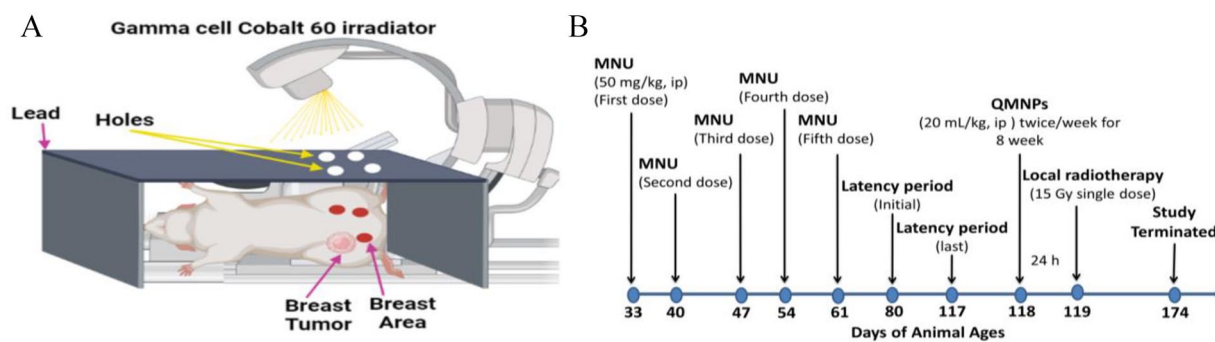 A
Gamma cell Cobalt 60 irradiator
Lead
Holes
Breast
Tumor
Breast
Area
B
MNU
(50 mg/kg, ip)
(First dose)
MNU
(Second dose)
MNU
(Third dose)
MNU
(Fourth dose)
MNU
(Fifth dose)
Latency period
(Initial)
Latency period
(last)
QMNPs
(20 mL/kg, ip ) twice/week for
8 week
Local radiotherapy
(15 Gy single dose)
24 h
Study
Terminated
33 40 47 54 61 80 117 118 119 174
Days of Animal Ages